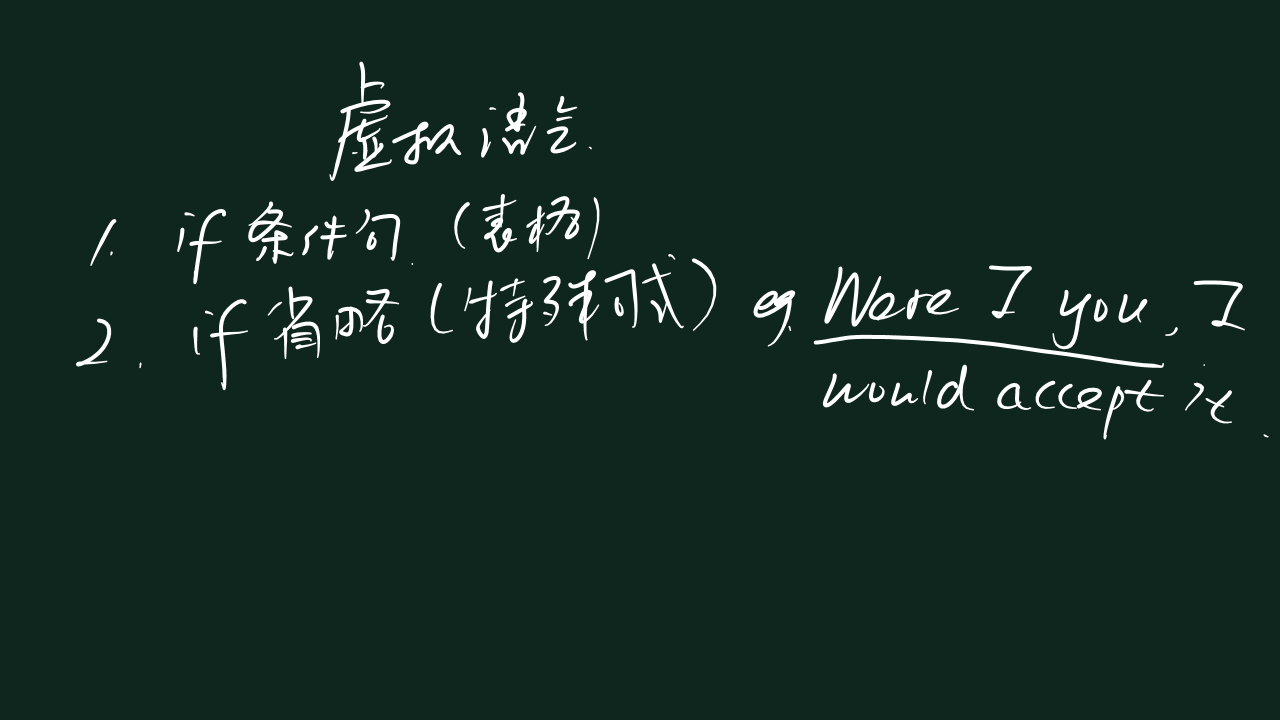 虚拟语气.
1. if 条件句.(表格)
2. if 省略(特殊句式) eg. Were I you, I
would accept it.